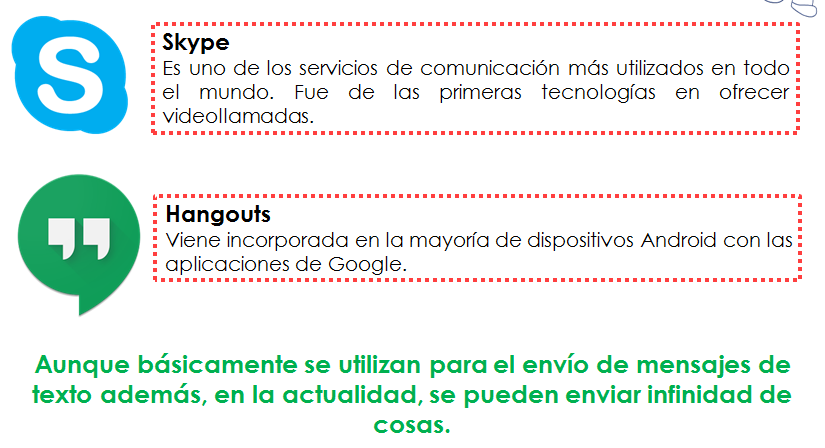 Skype
Es uno de los servicios de comunicación más utilizados en todo
el mundo. Fue de las primeras tecnologías en ofrecer
videollamadas.
Hangouts
Viene incorporada en la mayoría de dispositivos Android con las
aplicaciones de Google.
Aunque básicamente se utilizan para el envío de mensajes de
texto además, en la actualidad, se pueden enviar infinidad de
cosas.